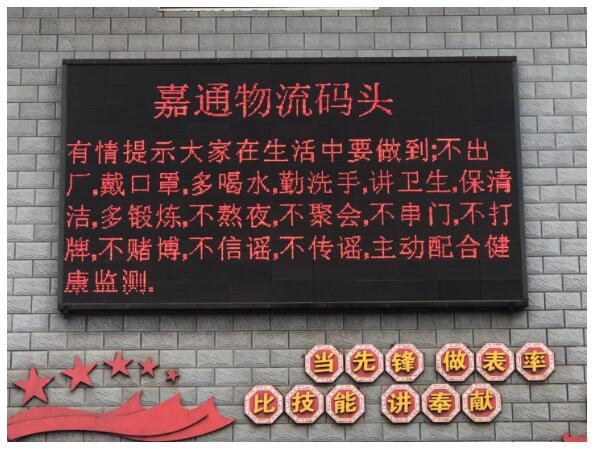 嘉通物流码头
有情提示大家在生活中要做到;不出
厂,戴口罩,多喝水,勤洗手,讲卫生,保清
洁,多锻炼,不熬夜,不聚会,不串门,不打
牌,不赌博,不信谣,不传谣,主动配合健
康监测.
当先锋 做表率
比技能 讲奉献